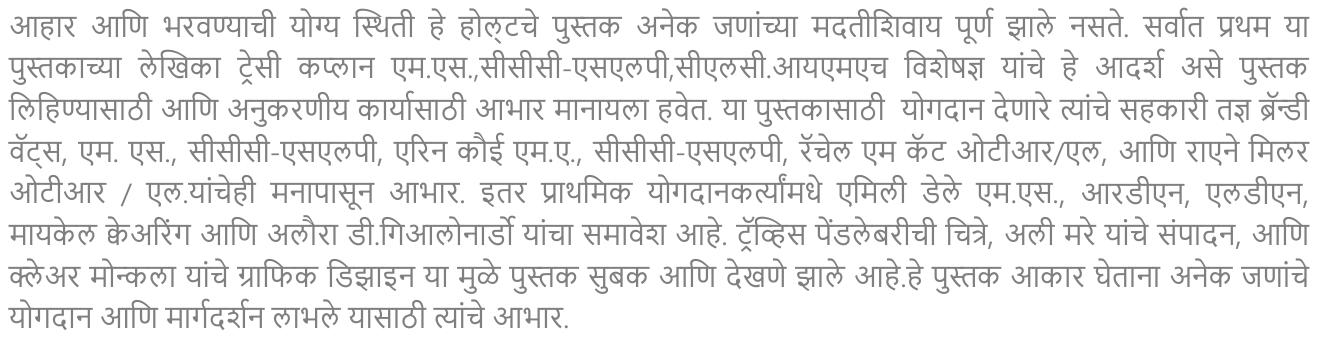 आहार आणि भरवण्याची योग्य स्थिती हे होल्‌टचे पुस्तक अनेक जणांच्या मदतीशिवाय पूर्ण झाले नसते. सर्वात प्रथम या
पुस्तकाच्या लेखिका ट्रेसी कप्लान एम.एस.,सीसीसी-एसएलपी,सीएलसी.आयएमएच विशेषज्ञ यांचे हे आदर्श असे पुस्तक
लिहिण्यासाठी आणि अनुकरणीय कार्यासाठी आभार मानायला हवेत. या पुस्तकासाठी योगदान देणारे त्यांचे सहकारी तज्ञ ब्रॅन्डी
वॅट्स, एम. एस., सीसीसी-एसएलपी, एरिन कौई एम.ए., सीसीसी-एसएलपी, रॅचेल एम कॅट ओटीआर/एल, आणि राएने मिलर
ओटीआर / एल.यांचेही मनापासून आभार. इतर प्राथमिक योगदानकर्त्यांमधे एमिली डेले एम.एस., आरडीएन, एलडीएन,
मायकेल क्वेअरिंग आणि अलौरा डी.गिआलोनार्डो यांचा समावेश आहे. ट्रॅव्हिस पेंडलेबरीची चित्रे, अली मरे यांचे संपादन, आणि
क्लेअर मोन्कला यांचे ग्राफिक डिझाइन या मुळे पुस्तक सुबक आणि देखणे झाले आहे.हे पुस्तक आकार घेताना अनेक जणांचे
योगदान आणि मार्गदर्शन लाभले यासाठी त्यांचे आभार.